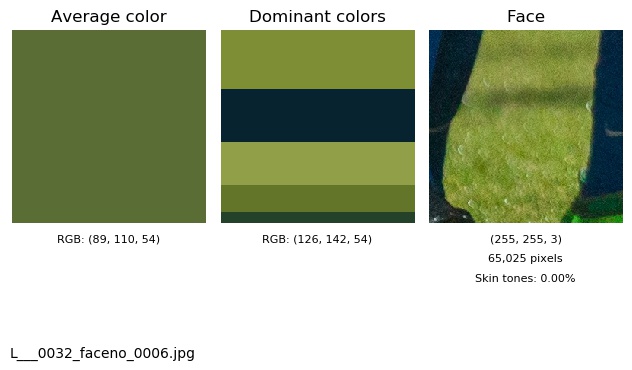 Average color
Dominant colors
Face
RGB: (89, 110, 54)
RGB: (126, 142, 54)
(255, 255, 3)
65,025 pixels
Skin tones: 0.00%
L___0032_faceno_0006.jpg